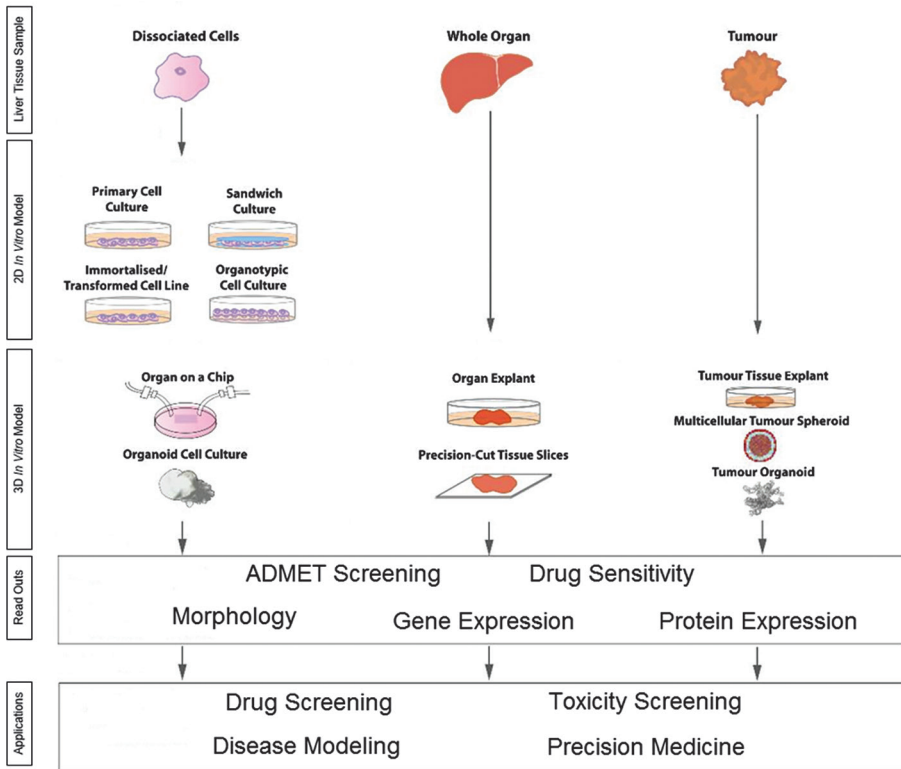 Liver Tissue Sample
Dissociated Cells
Whole Organ
Tumour
2D In Vitro Model
Primary Cell
Culture
Sandwich
Culture
Immortalised/
Transformed Cell Line
Organotypic
Cell Culture
3D In Vitro Model
Organ on a Chip
Organoid Cell Culture
Organ Explant
Precision-Cut Tissue Slices
Tumour Tissue Explant
Multicellular Tumour Spheroid
Tumour Organoid
Read Outs
ADMET Screening
Drug Sensitivity
Morphology
Gene Expression
Protein Expression
Applications
Drug Screening
Toxicity Screening
Disease Modeling
Precision Medicine